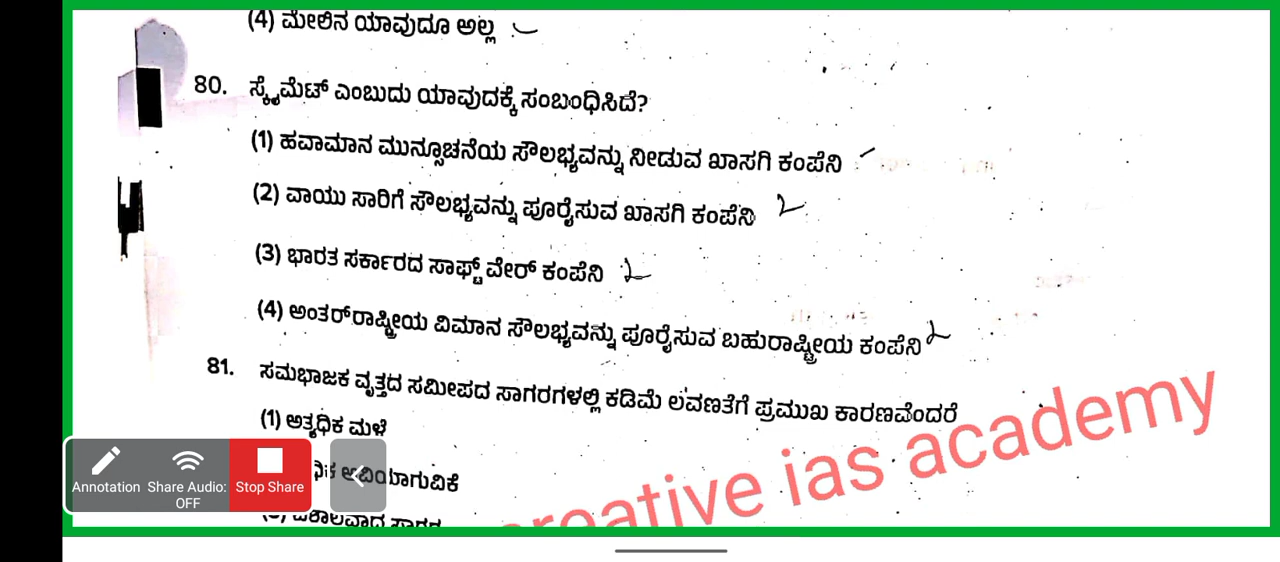 (4) ಮೇಲಿನ ಯಾವುದೂ ಅಲ್ಲ
80. ಸ್ಕೈಮೆಟ್ ಎಂಬುದು ಯಾವುದಕ್ಕೆ ಸಂಬಂಧಿಸಿದೆ?
(1) ಹವಾಮಾನ ಮುನ್ಸೂಚನೆಯ ಸೌಲಭ್ಯವನ್ನು ನೀಡುವ ಖಾಸಗಿ ಕಂಪೆನಿ
(2) ವಾಯು ಸಾರಿಗೆ ಸೌಲಭ್ಯವನ್ನು ಪೂರೈಸುವ ಖಾಸಗಿ ಕಂಪೆನಿ
(3) ಭಾರತ ಸರ್ಕಾರದ ಸಾಫ್ಟ್‌ವೇರ್ ಕಂಪೆನಿ
(4) ಅಂತರ್‌ರಾಷ್ಟ್ರೀಯ ವಿಮಾನ ಸೌಲಭ್ಯವನ್ನು ಪೂರೈಸುವ ಬಹುರಾಷ್ಟ್ರೀಯ ಕಂಪೆನಿ
81. ಸಮಭಾಜಕ ವೃತ್ತದ ಸಮೀಪದ ಸಾಗರಗಳಲ್ಲಿ ಕಡಿಮೆ ಲವಣತೆಗೆ ಪ್ರಮುಖ ಕಾರಣವೆಂದರೆ
(1) ಅತ್ಯಧಿಕ ಮಳೆ
ಆವಿಯಾಗುವಿಕೆ
Annotation Share Audio: OFF Stop Share
ias academy